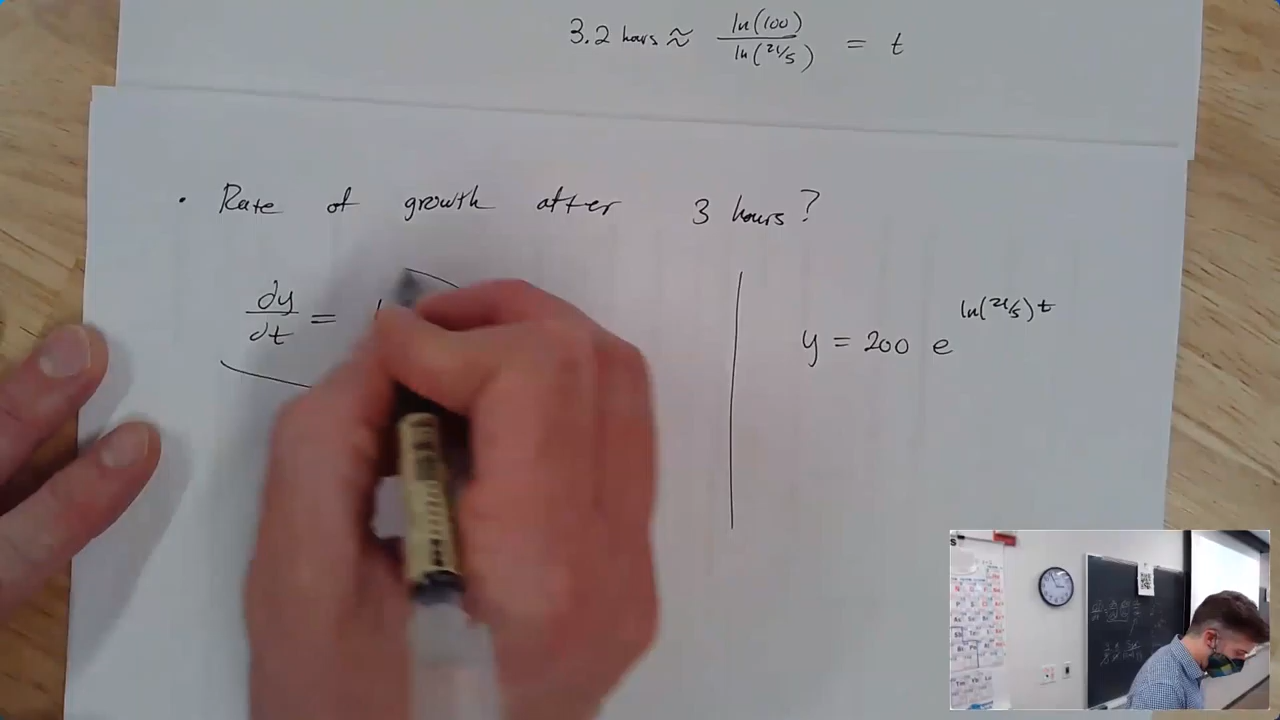 3.2 hours ≈ ln(100) / ln(21/5) = t
• Rate of growth after 3 hours?
dy/dt =
y = 200 e^ln(21/5)t